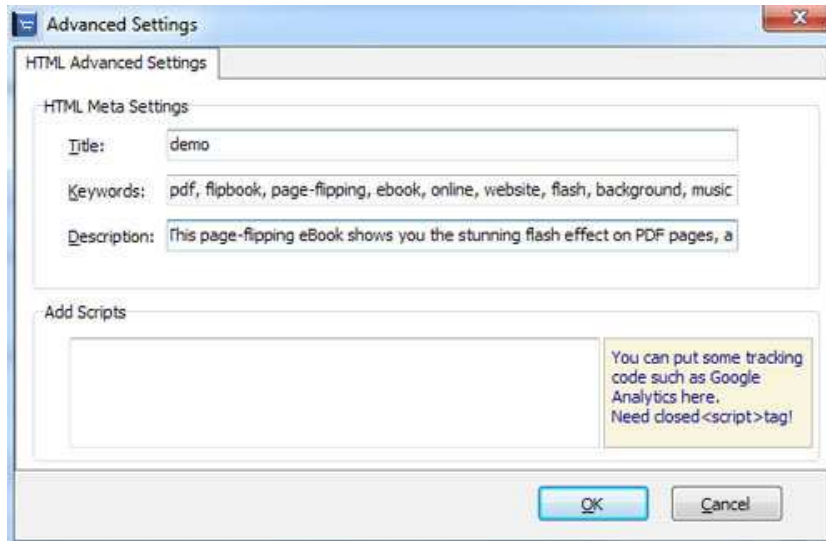 Advanced Settings
HTML Advanced Settings
HTML Meta Settings
Title: demo
Keywords: pdf, flipbook, page-flipping, ebook, online, website, flash, background, music
Description: This page-flipping eBook shows you the stunning flash effect on PDF pages, a
Add Scripts
You can put some tracking
code such as Google
Analytics here.
Need closed<script>tag!
OK Cancel